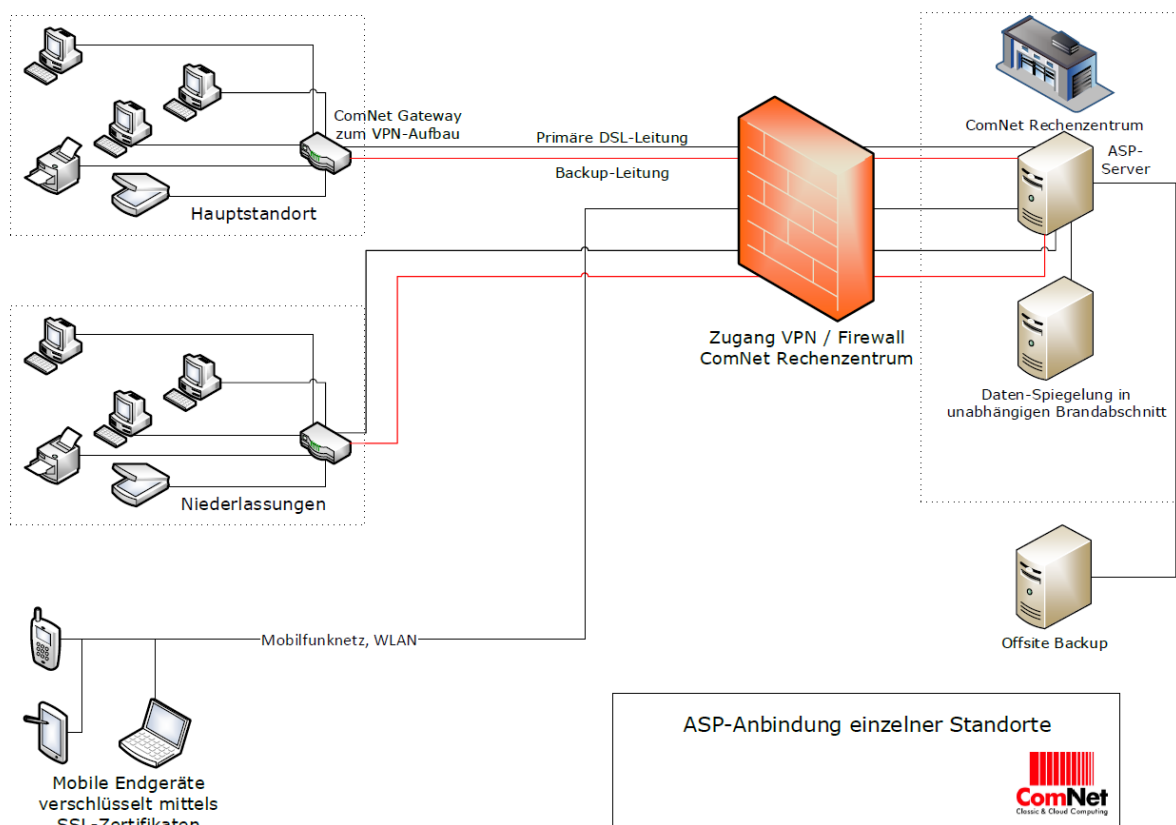 ComNet Gateway
zum VPN-Aufbau
Hauptstandort
Primäre DSL-Leitung
Backup-Leitung
ComNet Rechenzentrum
ASP-
Server
Zugang VPN / Firewall
ComNet Rechenzentrum
Daten-Spiegelung in
unabhängigen Brandabschnitt
Niederlassungen
Offsite Backup
Mobilfunknetz, WLAN
Mobile Endgeräte
verschlüsselt mittels
SSL-Zertifikaten
ASP-Anbindung einzelner Standorte
ComNet
Classic & Cloud Computing